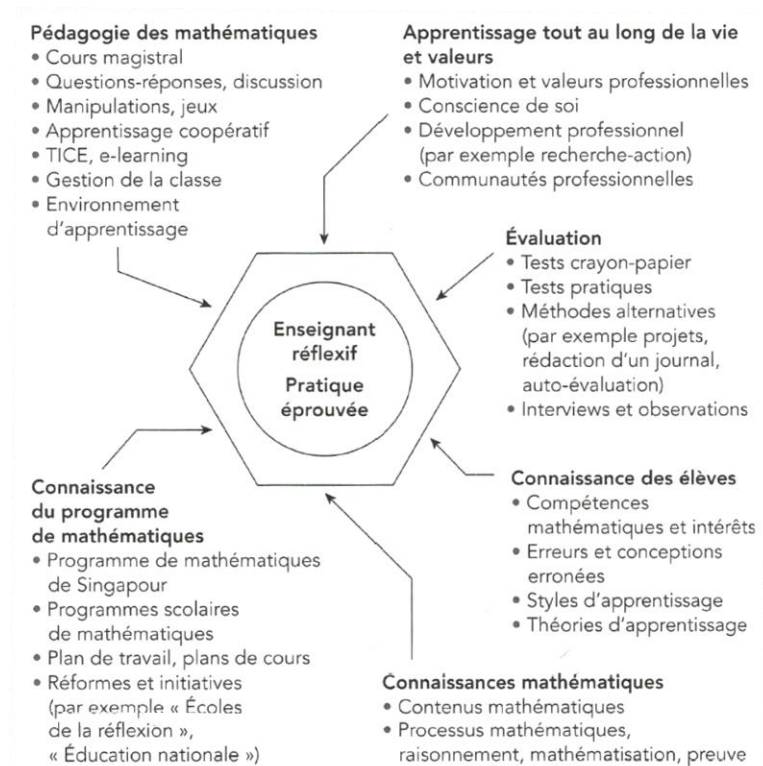 Pédagogie des mathématiques
• Cours magistral
• Questions-réponses, discussion
• Manipulations, jeux
• Apprentissage coopératif
• TICE, e-learning
• Gestion de la classe
• Environnement
d'apprentissage
Apprentissage tout au long de la vie
et valeurs
• Motivation et valeurs professionnelles
• Conscience de soi
• Développement professionnel
(par exemple recherche-action)
• Communautés professionnelles
Évaluation
• Tests crayon-papier
• Tests pratiques
• Méthodes alternatives
(par exemple projets,
rédaction d'un journal,
auto-évaluation)
• Interviews et observations
Enseignant
réflexif
Pratique
éprouvée
Connaissance
du programme
de mathématiques
• Programme de mathématiques
de Singapour
• Programmes scolaires
de mathématiques
• Plan de travail, plans de cours
• Réformes et initiatives
(par exemple « Écoles
de la réflexion »,
« Éducation nationale »)
Connaissance des élèves
• Compétences
mathématiques et intérêts
• Erreurs et conceptions
erronées
• Styles d'apprentissage
• Théories d'apprentissage
Connaissances mathématiques
• Contenus mathématiques
• Processus mathématiques,
raisonnement, mathématisation, preuve